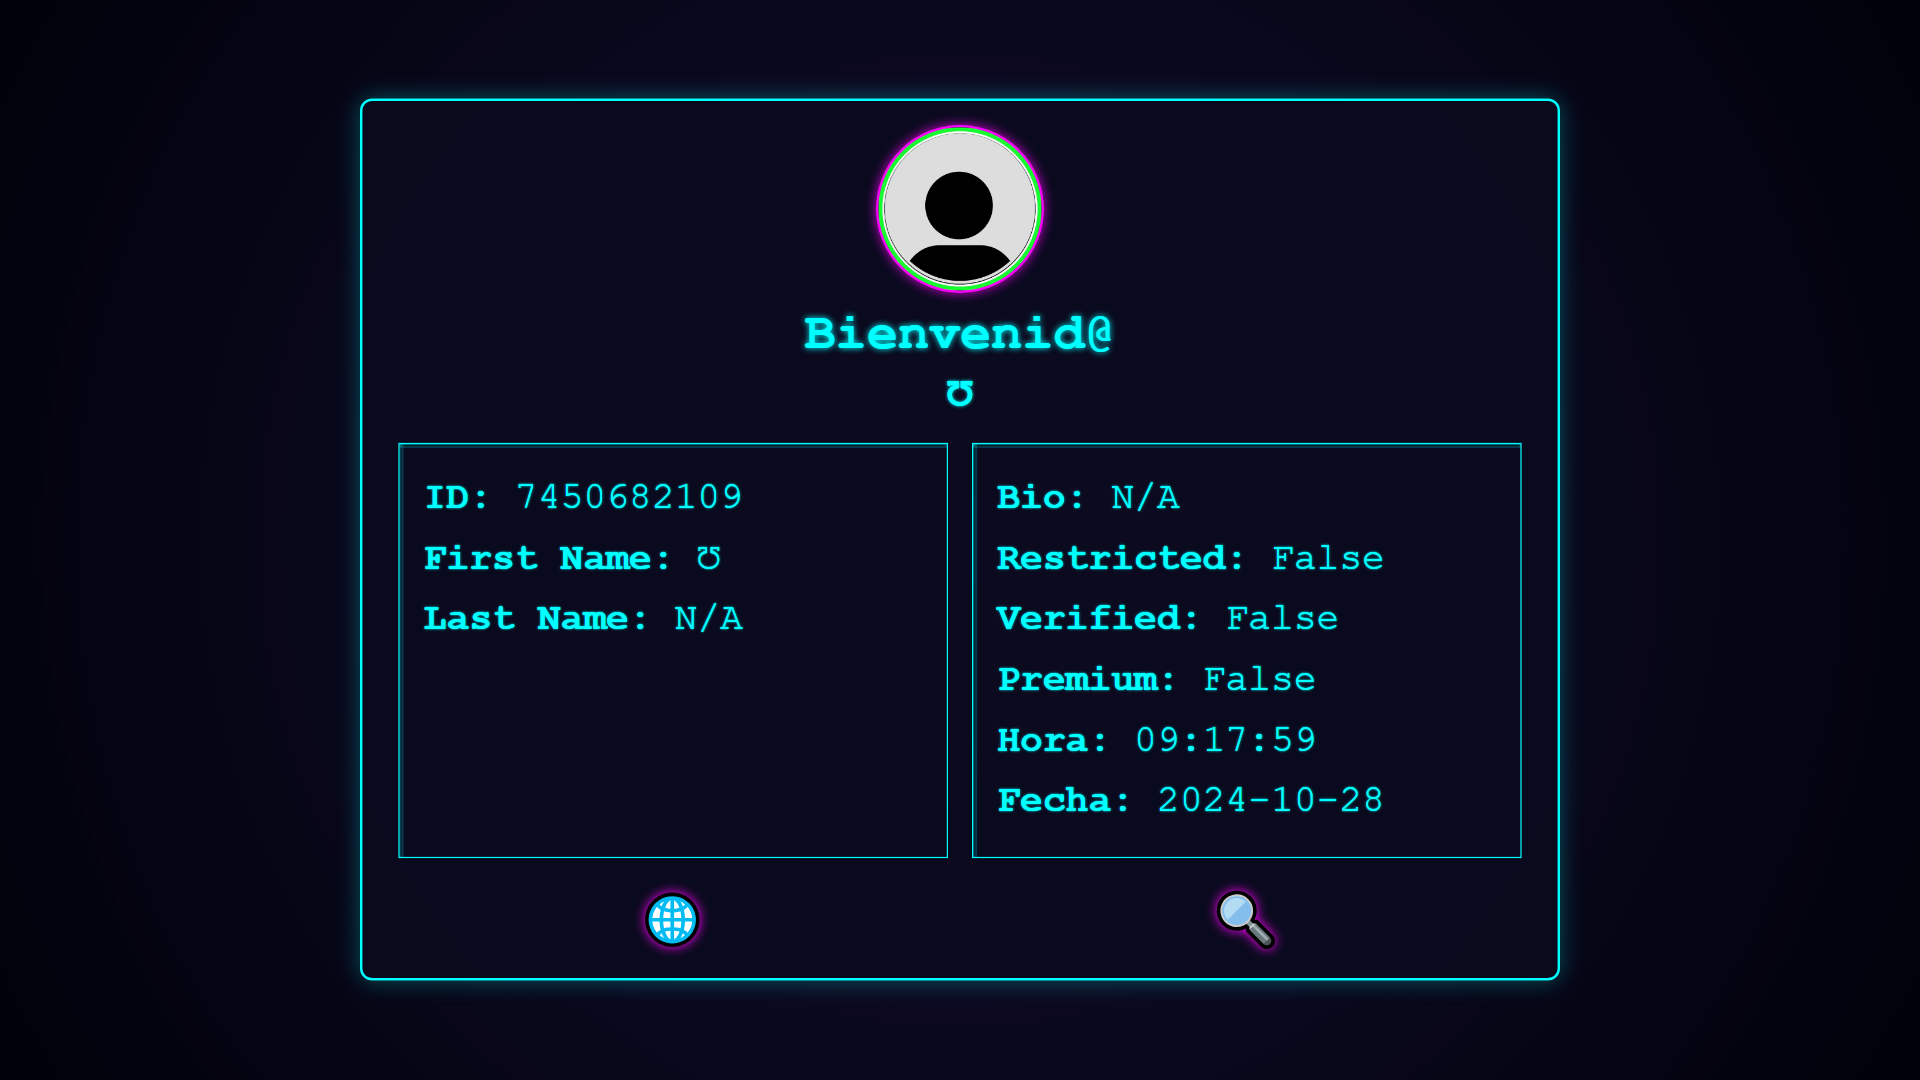 Bienvenid@
℧
ID: 7450682109
First Name: ℧
Last Name: N/A
Bio: N/A
Restricted: False
Verified: False
Premium: False
Hora: 09:17:59
Fecha: 2024-10-28